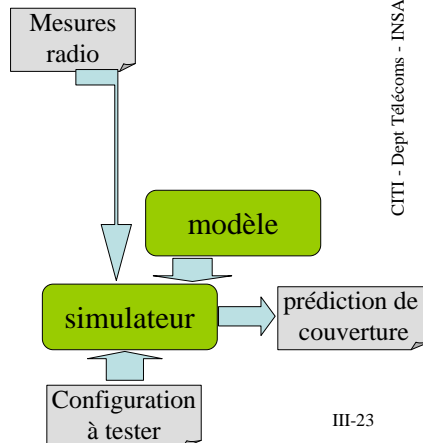 Mesures
radio
CITI - Dept Télécoms - INSA
modèle
simulateur
prédiction de
couverture
Configuration
à tester
III-23